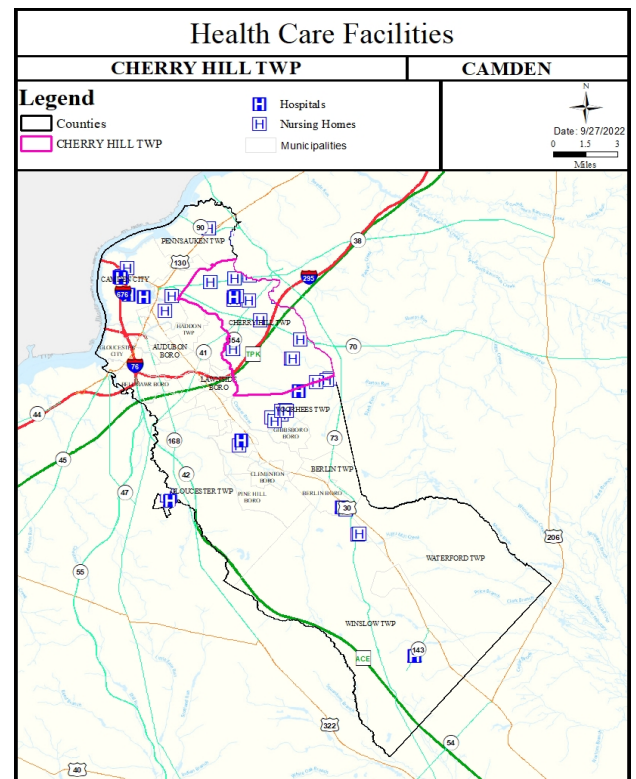 Health Care Facilities
CHERRY HILL TWP
CAMDEN
Legend
Counties
CHERRY HILL TWP
H Hospitals
H Nursing Homes
Municipalities
N
Date: 9/27/2022
0 1.5 3
Miles
90
PENNSAUKEN TWP
38
130
295
676
HADDON
TWP
CHERRY HILL TWP
GLOUCESTER
CITY
AUDUBON
BORO
41
154
TPK
70
76
44
VOORHEES TWP
GIBBSBORO
BORO
168
73
45
42
BERLIN TWP
CLEMENTON
BORO
47
GLOUCESTER TWP
PINE HILL
BORO
BERLIN BORO
30
206
55
WATERFORD TWP
WINSLOW TWP
143
ACE
322
54
40